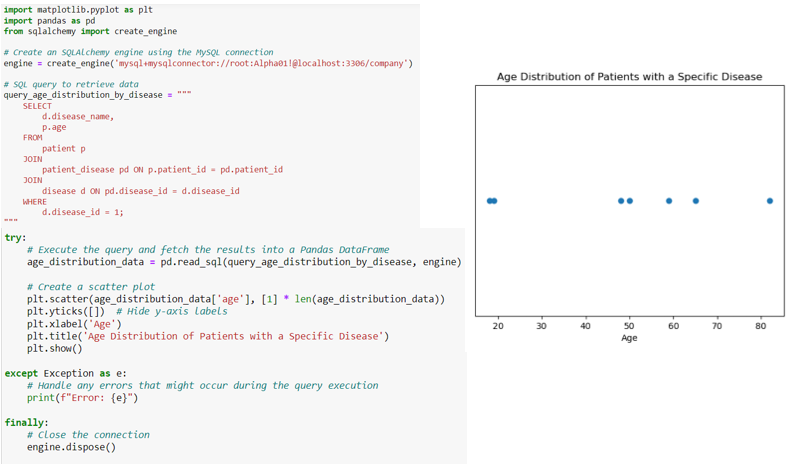 import matplotlib.pyplot as plt
import pandas as pd
from sqlalchemy import create_engine

# Create an SQLAlchemy engine using the MySQL connection
engine = create_engine('mysql+mysqlconnector://root:Alpha01!@localhost:3306/company')

# SQL query to retrieve data
query_age_distribution_by_disease = """
    SELECT
        d.disease_name,
        p.age
    FROM
        patient p
    JOIN
        patient_disease pd ON p.patient_id = pd.patient_id
    JOIN
        disease d ON pd.disease_id = d.disease_id
    WHERE
        d.disease_id = 1;
"""
try:
    # Execute the query and fetch the results into a Pandas DataFrame
    age_distribution_data = pd.read_sql(query_age_distribution_by_disease, engine)

    # Create a scatter plot
    plt.scatter(age_distribution_data['age'], [1] * len(age_distribution_data))
    plt.yticks([])  # Hide y-axis labels
    plt.xlabel('Age')
    plt.title('Age Distribution of Patients with a Specific Disease')
    plt.show()

except Exception as e:
    # Handle any errors that might occur during the query execution
    print(f"Error: {e}")

finally:
    # Close the connection
    engine.dispose()
Age Distribution of Patients with a Specific Disease
20 30 40 50 60 70 80
Age